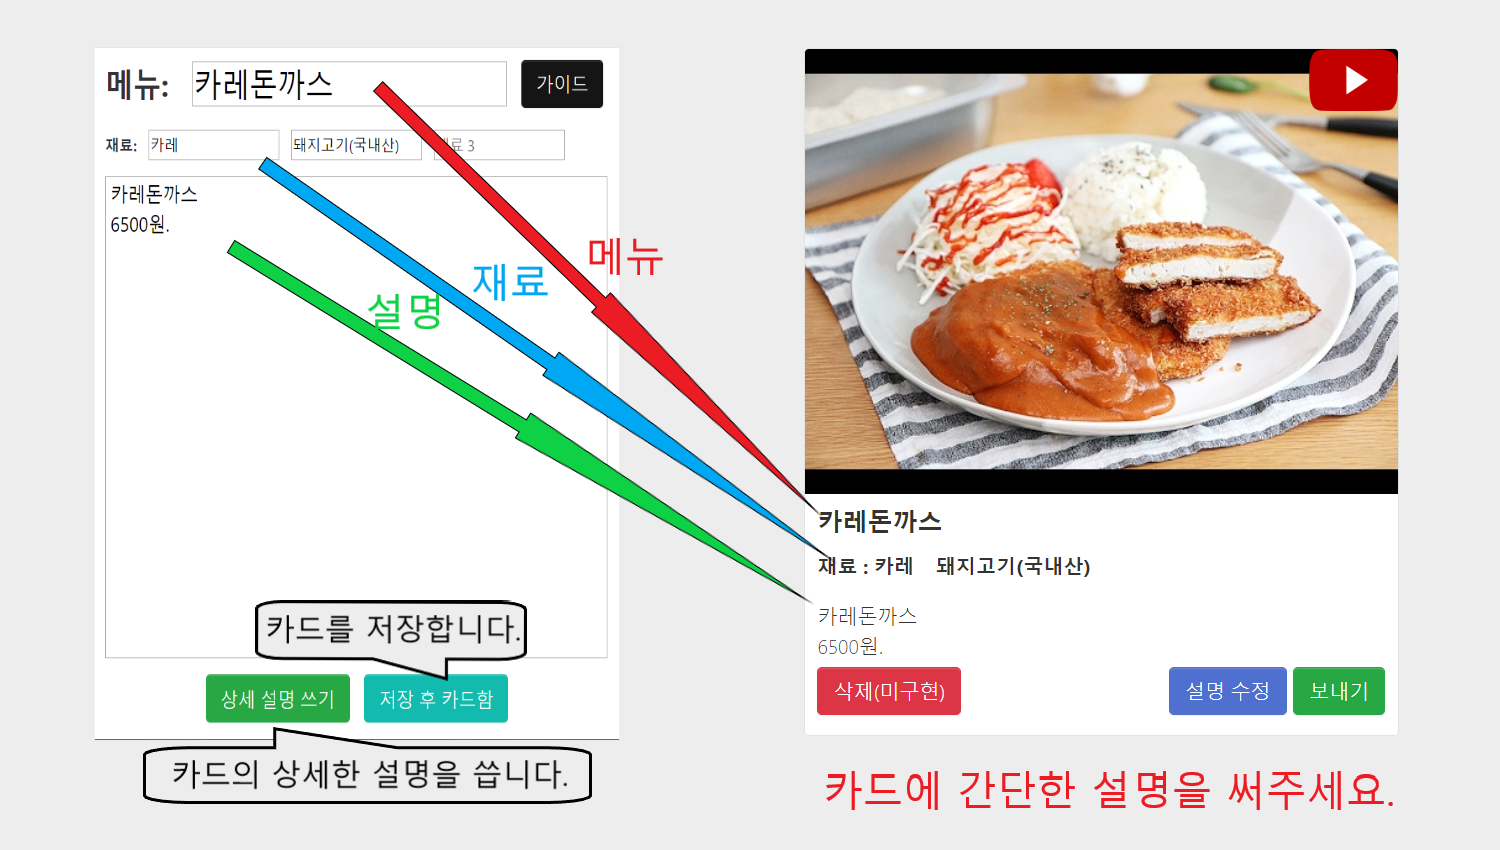 메뉴: 카레돈까스 가이드
재료: 카레 돼지고기(국내산) 료 3
카레돈까스
6500원.
메뉴
재료
설명
카드를 저장합니다.
상세 설명 쓰기 저장 후 카드함
카드의 상세한 설명을 씁니다.
카레돈까스
재료 : 카레 돼지고기(국내산)
카레돈까스
6500원.
삭제(미구현) 설명 수정 보내기
카드에 간단한 설명을 써주세요.